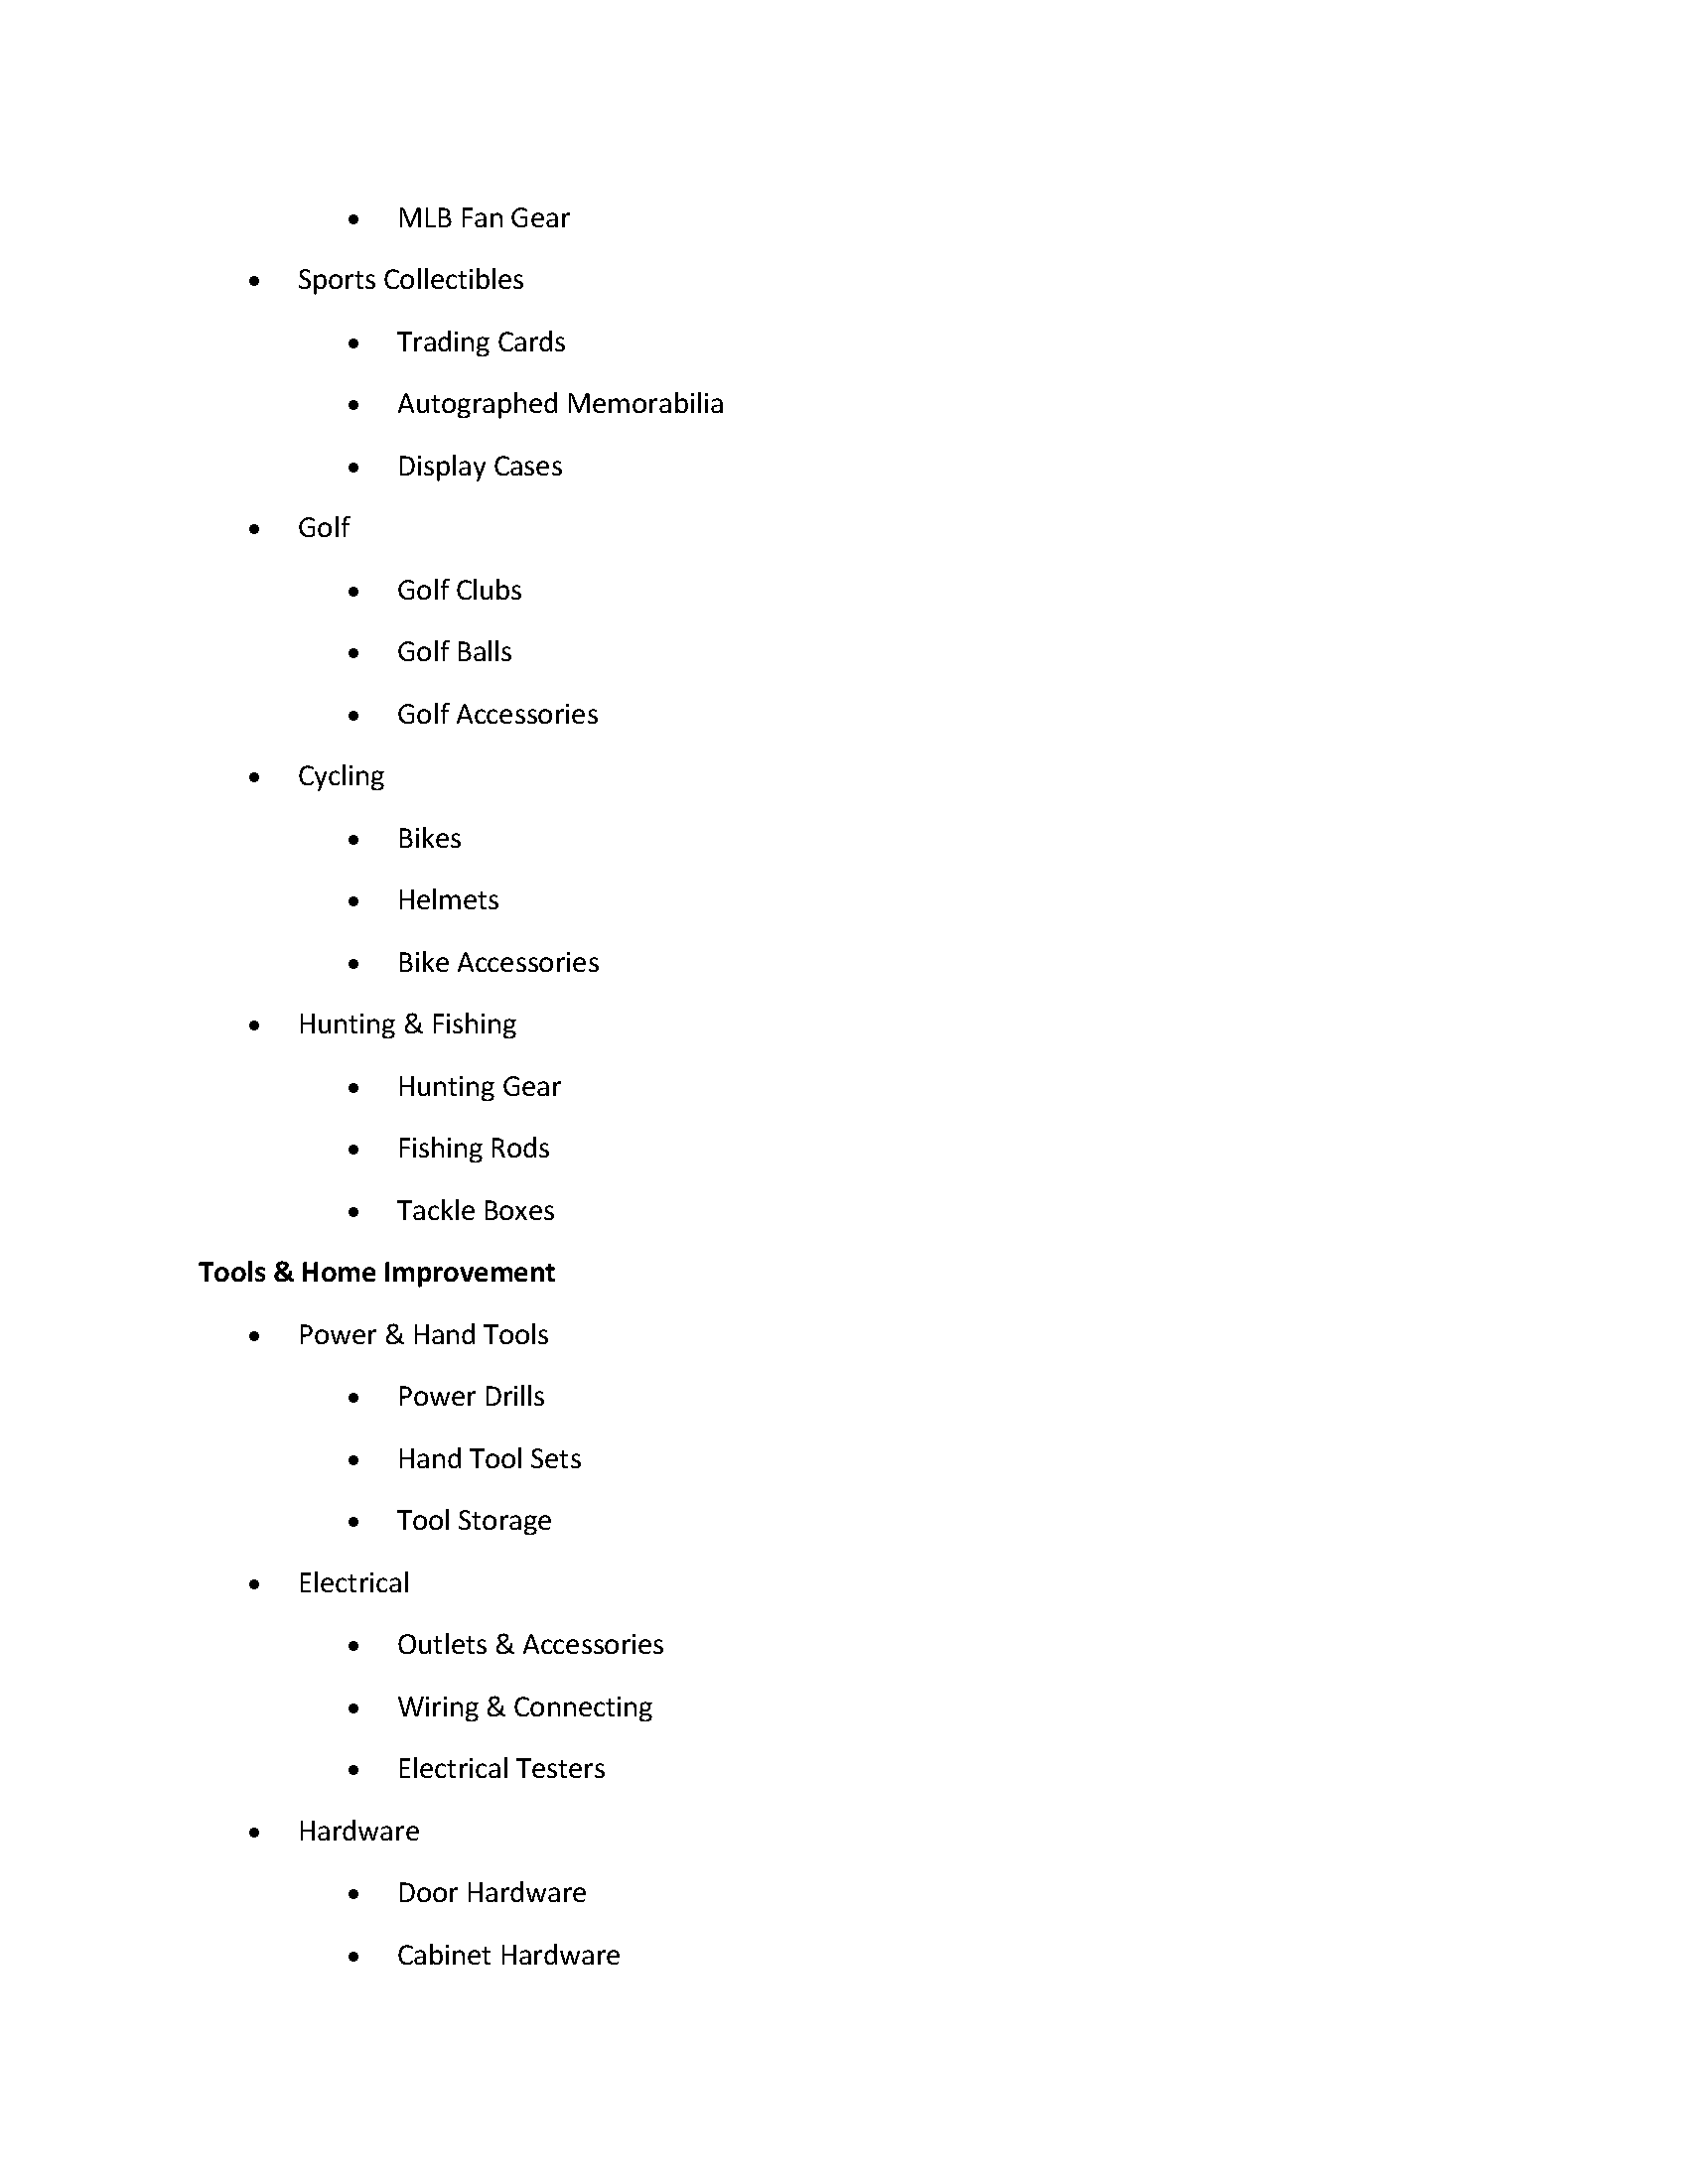 • MLB Fan Gear
• Sports Collectibles
• Trading Cards
• Autographed Memorabilia
• Display Cases
• Golf
• Golf Clubs
• Golf Balls
• Golf Accessories
• Cycling
• Bikes
• Helmets
• Bike Accessories
• Hunting & Fishing
• Hunting Gear
• Fishing Rods
• Tackle Boxes
Tools & Home Improvement
• Power & Hand Tools
• Power Drills
• Hand Tool Sets
• Tool Storage
• Electrical
• Outlets & Accessories
• Wiring & Connecting
• Electrical Testers
• Hardware
• Door Hardware
• Cabinet Hardware